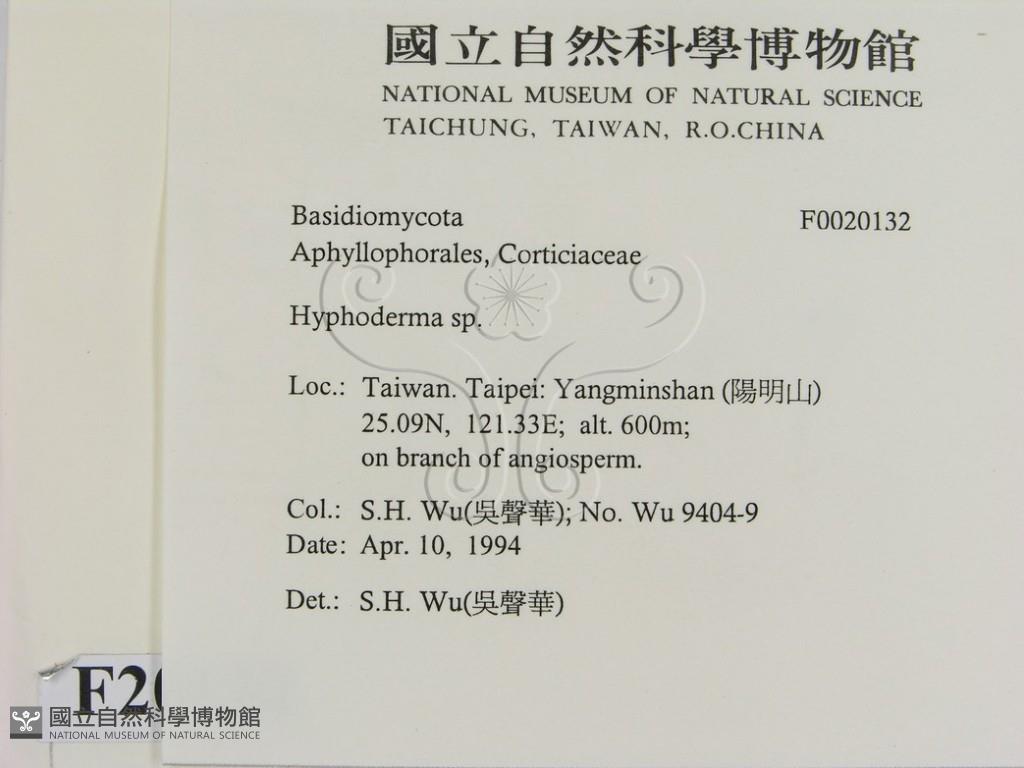 國立自然科學博物館
NATIONAL MUSEUM OF NATURAL SCIENCE
TAICHUNG, TAIWAN, R.O.CHINA
Basidiomycota F0020132
Aphyllophorales, Corticiaceae
Hyphoderma sp.
Loc.: Taiwan. Taipei: Yangminshan (陽明山)
25.09N, 121.33E; alt. 600m;
on branch of angiosperm.
Col.: S.H. Wu(吳聲華); No. Wu 9404-9
Date: Apr. 10, 1994
Det.: S.H. Wu(吳聲華)
F20
國立自然科學博物館
NATIONAL MUSEUM OF NATURAL SCIENCE